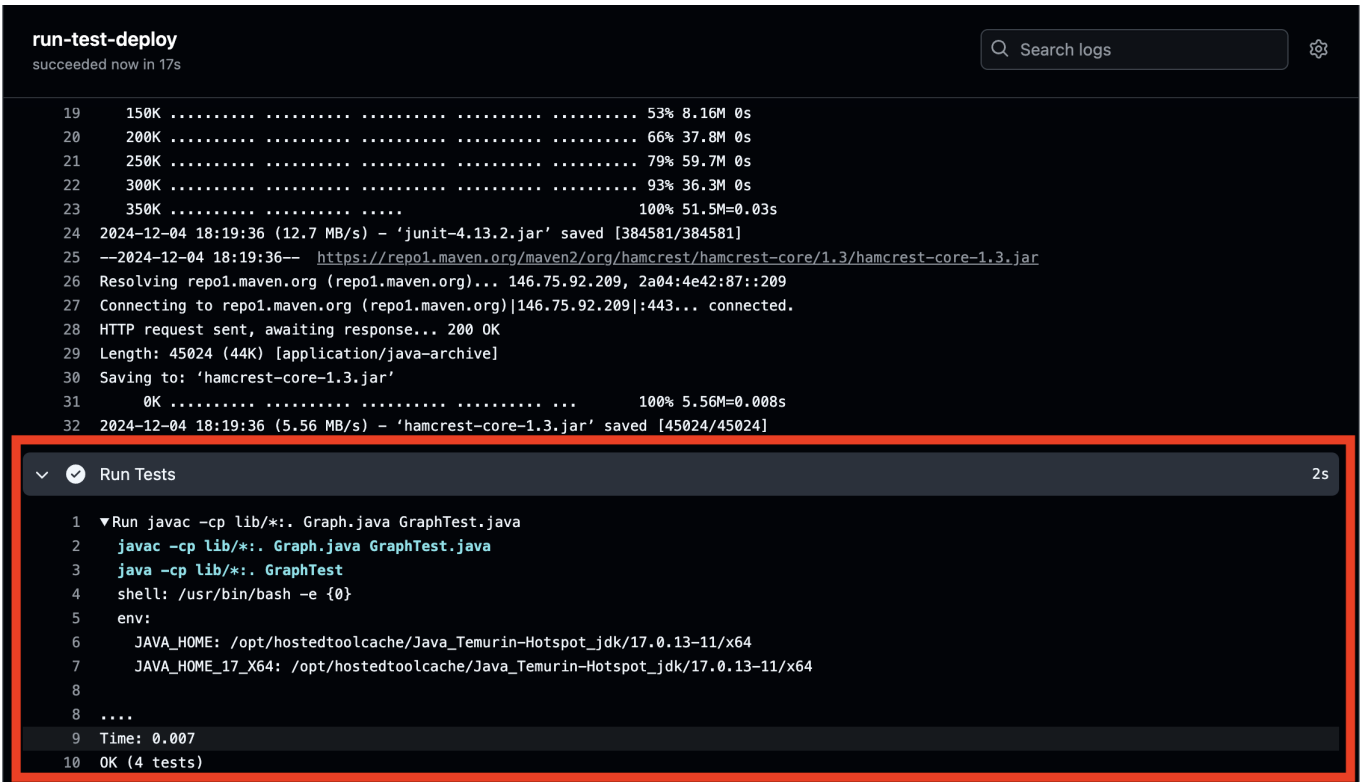 run-test-deploy
succeeded now in 17s
Search logs
19 150K .......... .......... .......... .......... .......... 53% 8.16M 0s
20 200K .......... .......... .......... .......... .......... 66% 37.8M 0s
21 250K .......... .......... .......... .......... .......... 79% 59.7M 0s
22 300K .......... .......... .......... .......... .......... 93% 36.3M 0s
23 350K .......... .......... ..... 100% 51.5M=0.03s
24 2024-12-04 18:19:36 (12.7 MB/s) - ‘junit-4.13.2.jar’ saved [384581/384581]
25 --2024-12-04 18:19:36-- https://repo1.maven.org/maven2/org/hamcrest/hamcrest-core/1.3/hamcrest-core-1.3.jar
26 Resolving repo1.maven.org (repo1.maven.org)... 146.75.92.209, 2a04:4e42:87::209
27 Connecting to repo1.maven.org (repo1.maven.org)|146.75.92.209|:443... connected.
28 HTTP request sent, awaiting response... 200 OK
29 Length: 45024 (44K) [application/java-archive]
30 Saving to: ‘hamcrest-core-1.3.jar’
31 0K .......... .......... .......... .......... ... 100% 5.56M=0.008s
32 2024-12-04 18:19:36 (5.56 MB/s) - ‘hamcrest-core-1.3.jar’ saved [45024/45024]
Run Tests 2s
1 ▼Run javac -cp lib/*:. Graph.java GraphTest.java
2 javac -cp lib/*:. Graph.java GraphTest.java
3 java -cp lib/*:. GraphTest
4 shell: /usr/bin/bash -e {0}
5 env:
6 JAVA_HOME: /opt/hostedtoolcache/Java_Temurin-Hotspot_jdk/17.0.13-11/x64
7 JAVA_HOME_17_X64: /opt/hostedtoolcache/Java_Temurin-Hotspot_jdk/17.0.13-11/x64
8
8 ....
9 Time: 0.007
10 OK (4 tests)